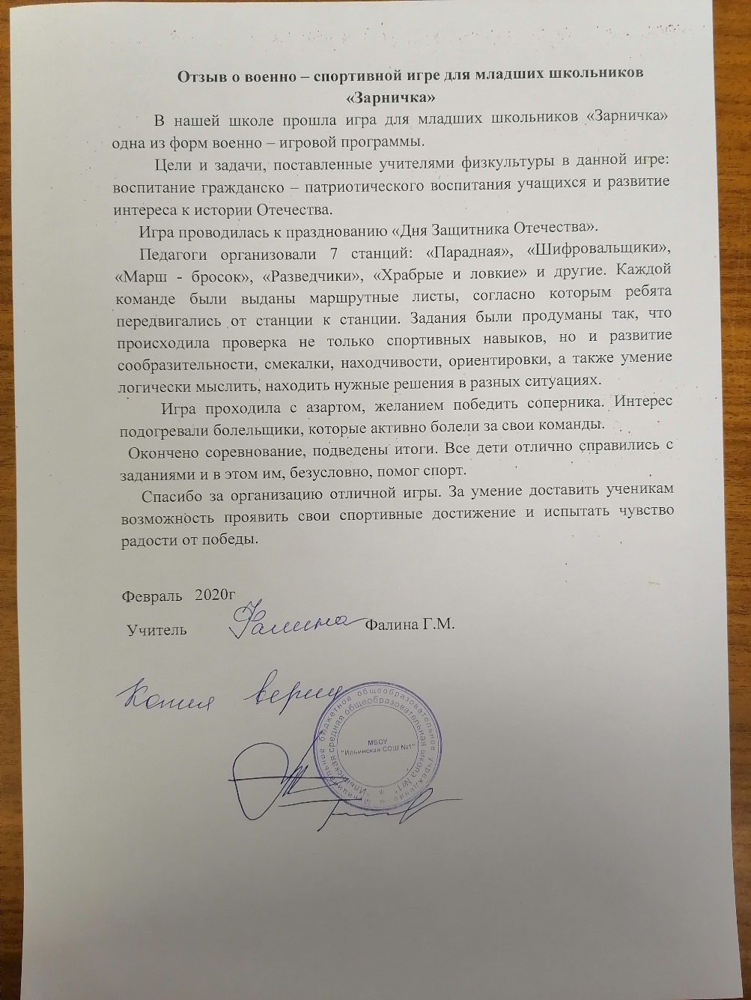 Отзыв о военно – спортивной игре для младших школьников
«Зарничка»
В нашей школе прошла игра для младших школьников «Зарничка»
одна из форм военно – игровой программы.
Цели и задачи, поставленные учителями физкультуры в данной игре:
воспитание гражданско – патриотического воспитания учащихся и развитие
интереса к истории Отечества.
Игра проводилась к празднованию «Дня Защитника Отечества».
Педагоги организовали 7 станций: «Парадная», «Шифровальщики»,
«Марш - бросок», «Разведчики», «Храбрые и ловкие» и другие. Каждой
команде были выданы маршрутные листы, согласно которым ребята
передвигались от станции к станции. Задания были продуманы так, что
происходила проверка не только спортивных навыков, но и развитие
сообразительности, смекалки, находчивости, ориентировки, а также умение
логически мыслить, находить нужные решения в разных ситуациях.
Игра проходила с азартом, желанием победить соперника. Интерес
подогревали болельщики, которые активно болели за свои команды.
Окончено соревнование, подведены итоги. Все дети отлично справились с
заданиями и в этом им, безусловно, помог спорт.
Спасибо за организацию отличной игры. За умение доставить ученикам
возможность проявить свои спортивные достижение и испытать чувство
радости от победы.
Февраль 2020г
Учитель Фалина Фалина Г.М.
Копия верна
Муниципальное бюджетное общеобразовательное учреждение
"Ильинская средняя общеобразовательная школа №1"
МБОУ
"Ильинская СОШ №1"